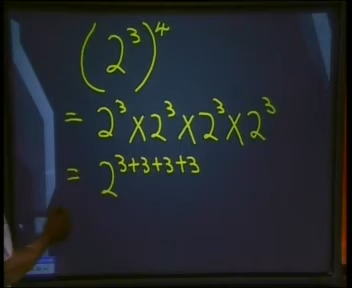 (2³)⁴
= 2³ × 2³ × 2³ × 2³
= 2³⁺³⁺³⁺³